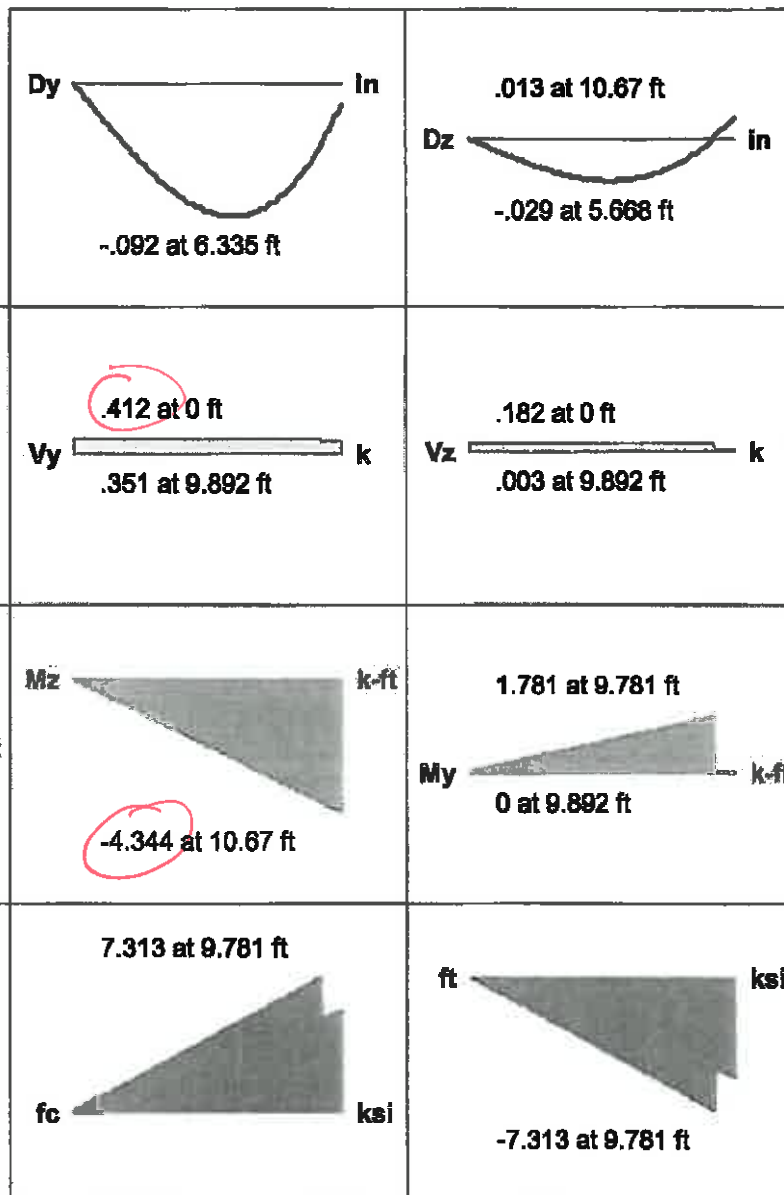 Dy in
-.092 at 6.335 ft
.013 at 10.67 ft
Dz in
-.029 at 5.668 ft
.412 at 0 ft
Vy k
.351 at 9.892 ft
.182 at 0 ft
Vz k
.003 at 9.892 ft
Mz k-ft
-4.344 at 10.67 ft
1.781 at 9.781 ft
My k-ft
0 at 9.892 ft
7.313 at 9.781 ft
fc ksi
ft ksi
-7.313 at 9.781 ft